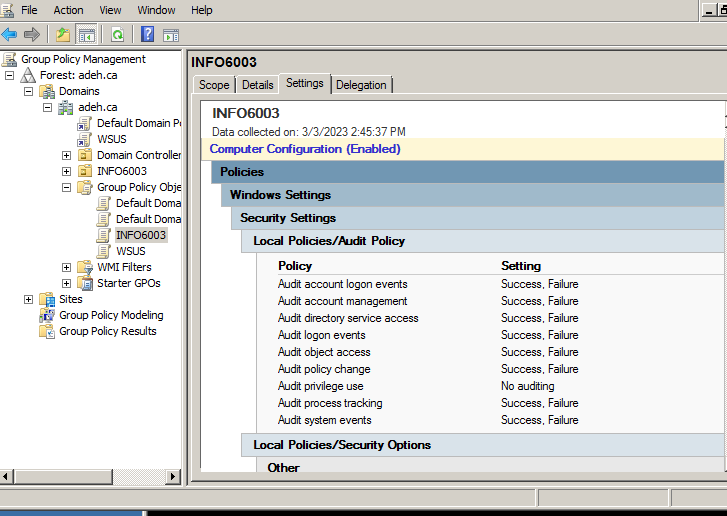 File Action View Window Help
Group Policy Management
Forest: adeh.ca
Domains
adeh.ca
Default Domain P
WSUS
Domain Controller
INFO6003
Group Policy Obje
Default Doma
Default Doma
INFO6003
WSUS
WMI Filters
Starter GPOs
Sites
Group Policy Modeling
Group Policy Results
INFO6003
Scope Details Settings Delegation
INFO6003
Data collected on: 3/3/2023 2:45:37 PM
Computer Configuration (Enabled)
Policies
Windows Settings
Security Settings
Local Policies/Audit Policy
Policy Setting
Audit account logon events Success, Failure
Audit account management Success, Failure
Audit directory service access Success, Failure
Audit logon events Success, Failure
Audit object access Success, Failure
Audit policy change Success, Failure
Audit privilege use No auditing
Audit process tracking Success, Failure
Audit system events Success, Failure
Local Policies/Security Options
Other